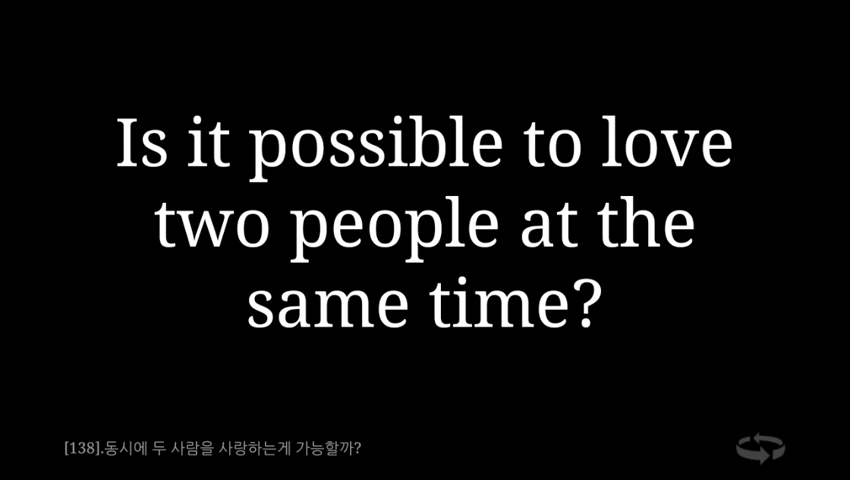 Is it possible to love
two people at the
same time?
[138].동시에 두 사람을 사랑하는게 가능할까?